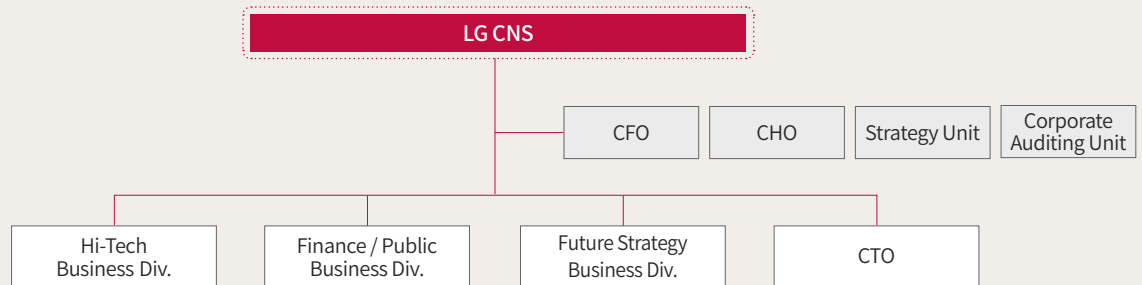 LG CNS
CFO
CHO
Strategy Unit
Corporate
Auditing Unit
Hi-Tech
Business Div.
Finance / Public
Business Div.
Future Strategy
Business Div.
CTO